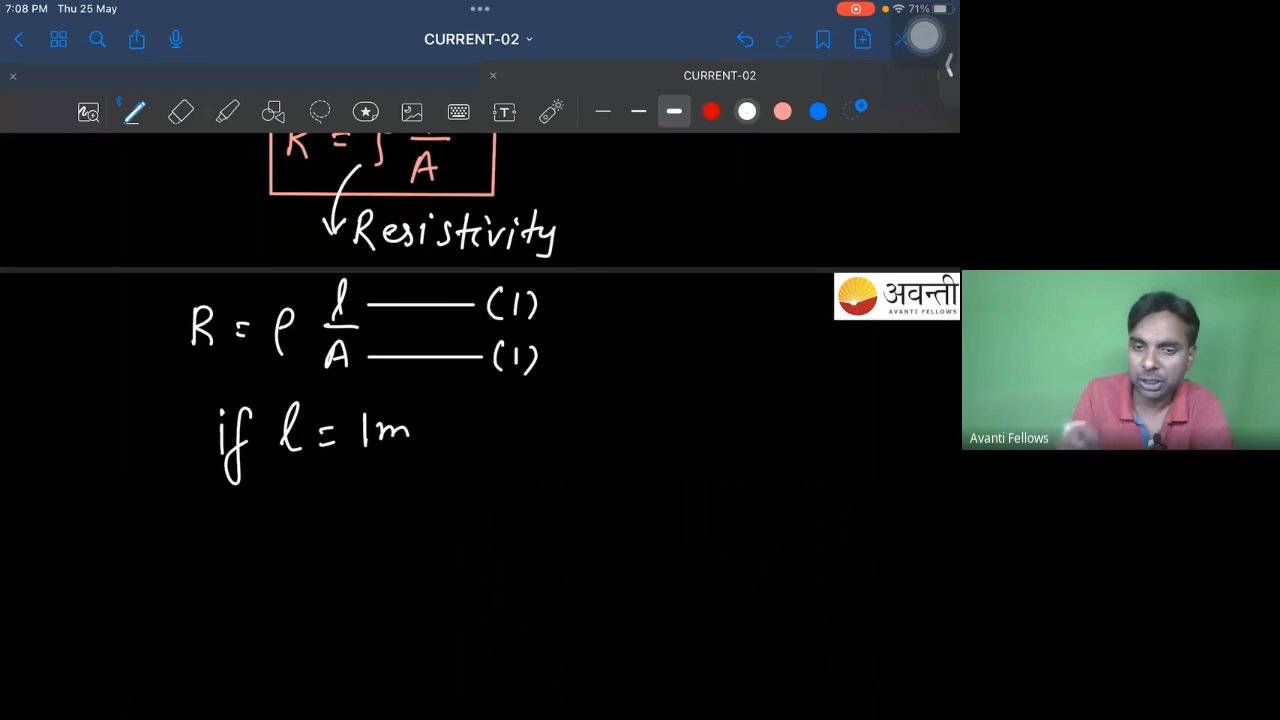 7:08 PM Thu 25 May
71%
CURRENT-02
CURRENT-02
T
R = ρ
A
Resistivity
R = ρ l/A (1)
(1)
if l = 1m
अवन्ती
AVANTI FELLOWS
Avanti Fellows